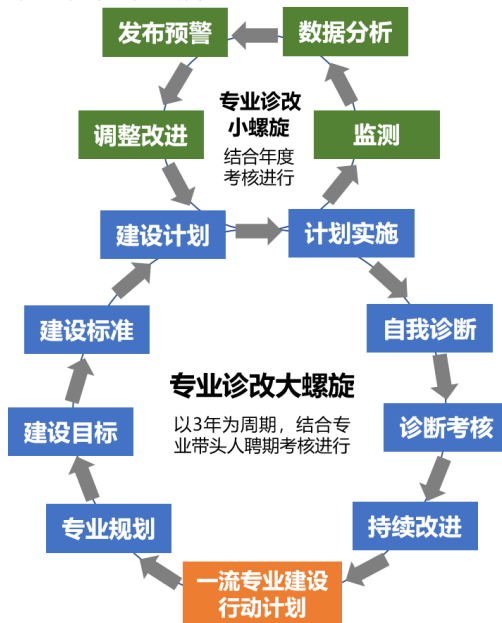 发布预警
数据分析
专业诊改
小螺旋
结合年度
考核进行
调整改进
监测
建设计划
计划实施
建设标准
自我诊断
专业诊改大螺旋
以3年为周期，结合专
业带头人聘期考核进行
建设目标
诊断考核
专业规划
持续改进
一流专业建设
行动计划